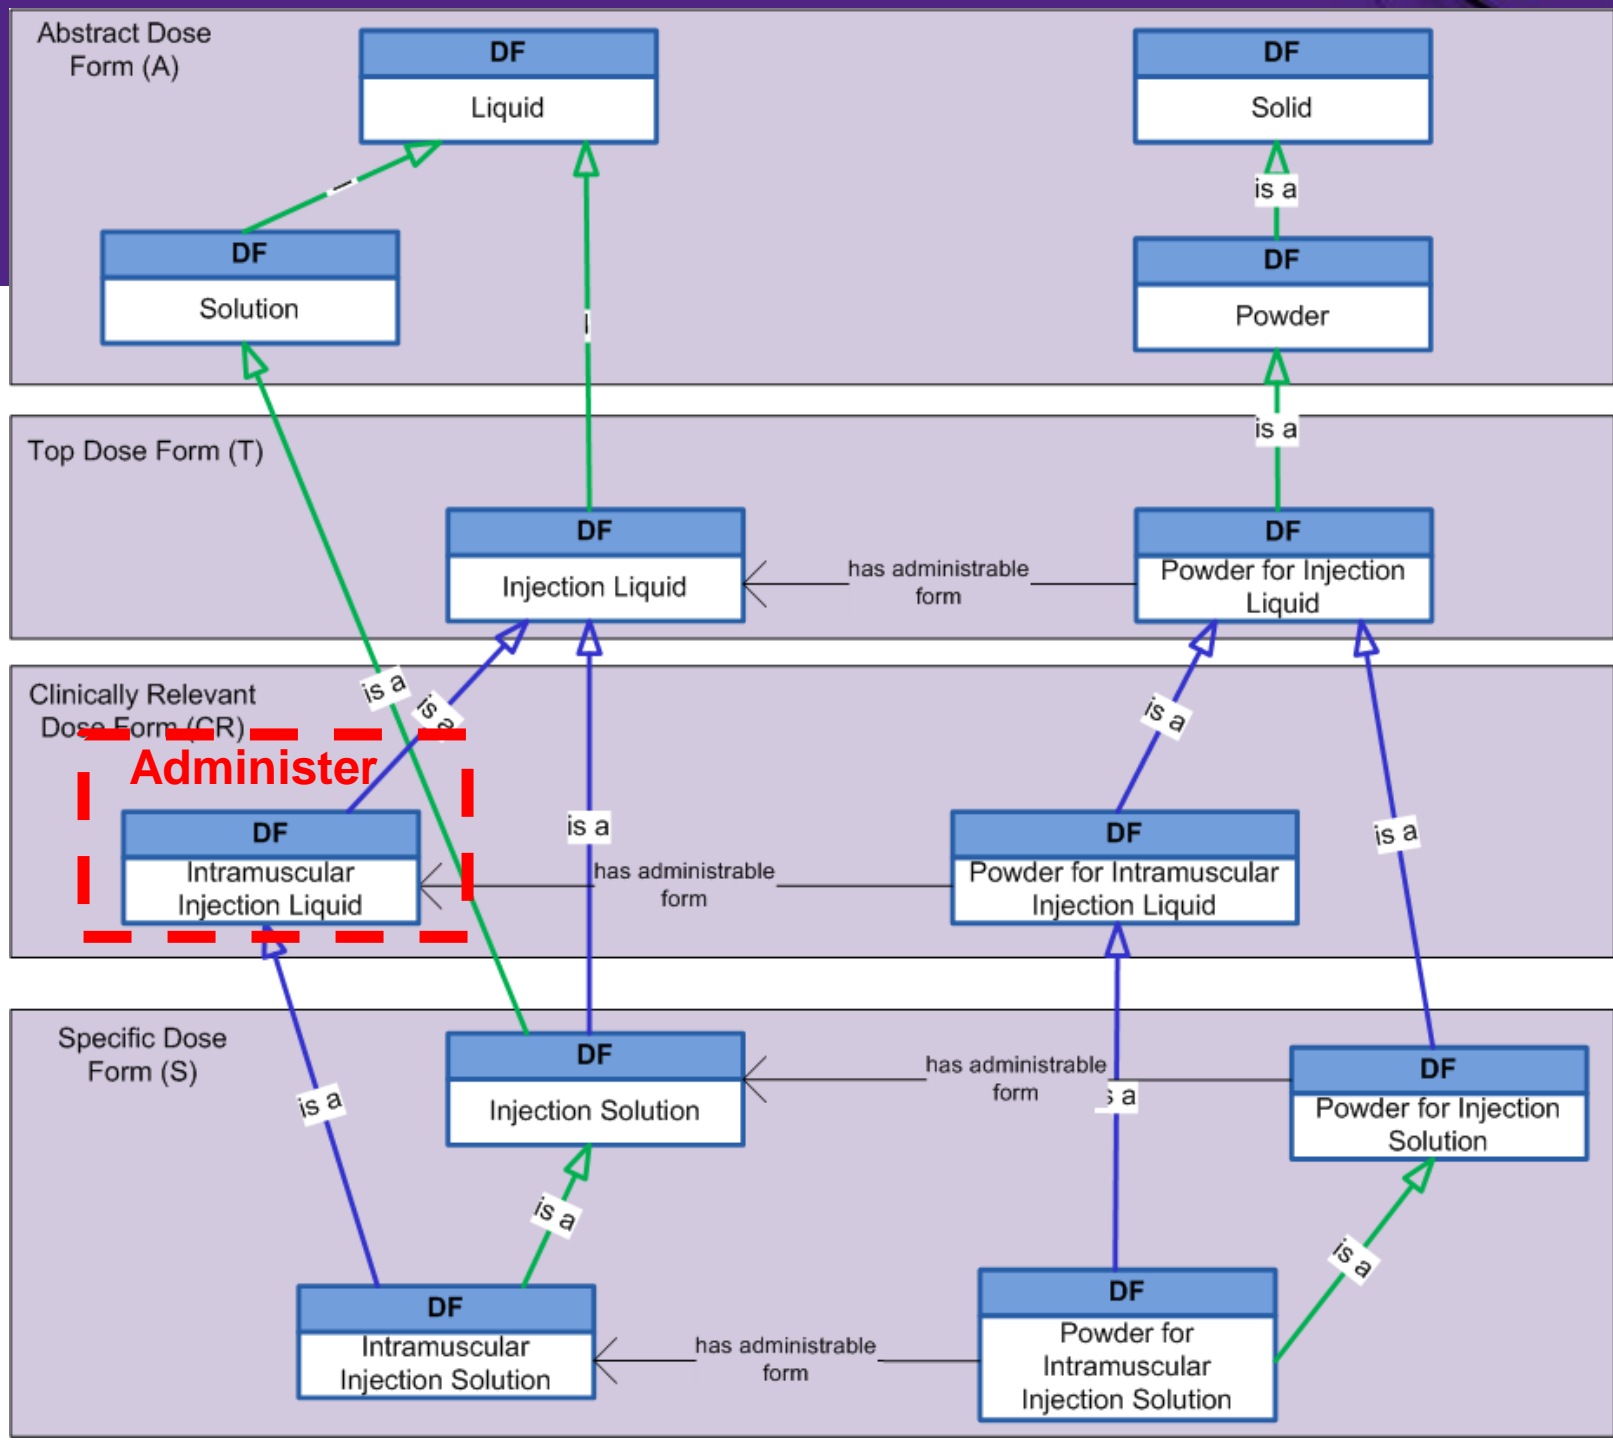 Abstract Dose
Form (A)
DF
Liquid
DF
Solid
is a
DF
Solution
DF
Powder
is a
Top Dose Form (T)
DF
Injection Liquid
has administrable
form
DF
Powder for Injection
Liquid
is a
is a
is a
Clinically Relevant
Dose Form (CR)
Administer
DF
Intramuscular
Injection Liquid
is a
is a
has administrable
form
DF
Powder for Intramuscular
Injection Liquid
Specific Dose
Form (S)
DF
Injection Solution
has administrable
form
DF
Powder for Injection
Solution
is a
a
is a
is a
DF
Intramuscular
Injection Solution
has administrable
form
DF
Powder for
Intramuscular
Injection Solution